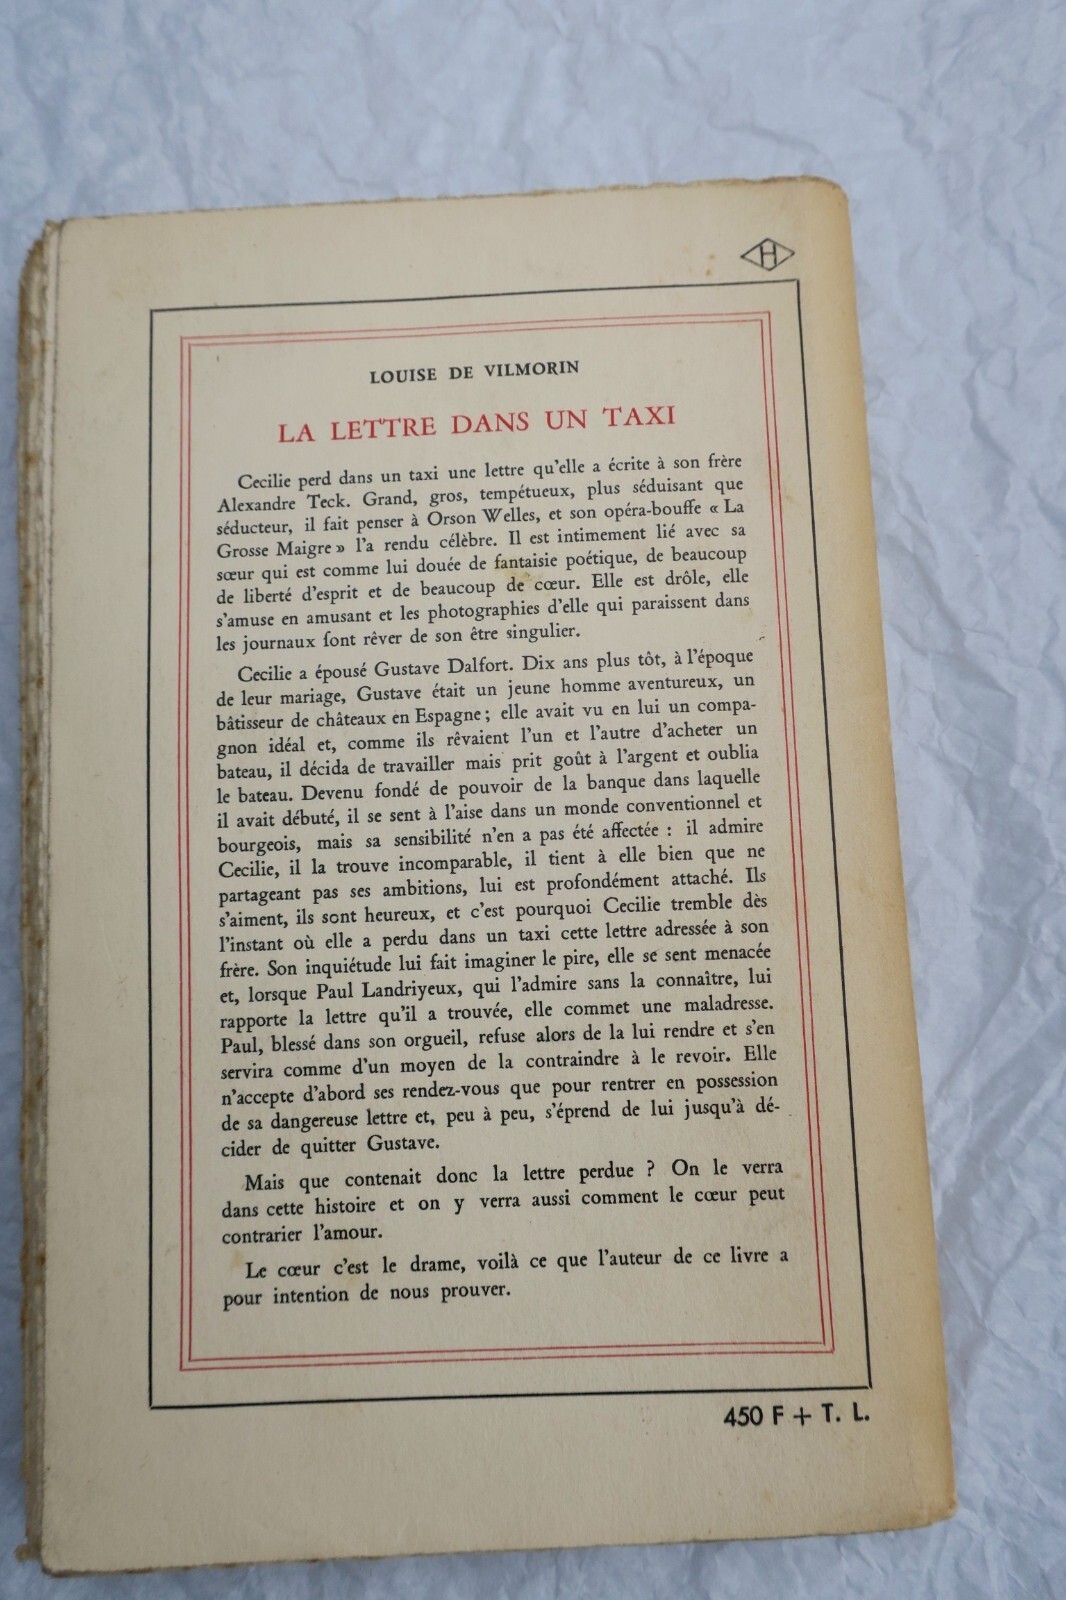 H
LOUISE DE VILMORIN
LA LETTRE DANS UN TAXI
Cecilie perd dans un taxi une lettre qu'elle a écrite à son frère
Alexandre Teck. Grand, gros, tempétueux, plus séduisant que
séducteur, il fait penser à Orson Welles, et son opéra-bouffe « La
Grosse Maigre » l'a rendu célèbre. Il est intimement lié avec sa
sœur qui est comme lui douée de fantaisie poétique, de beaucoup
de liberté d'esprit et de beaucoup de cœur. Elle est drôle, elle
s'amuse en amusant et les photographies d'elle qui paraissent dans
les journaux font rêver de son être singulier.
Cecilie a épousé Gustave Dalfort. Dix ans plus tôt, à l'époque
de leur mariage, Gustave était un jeune homme aventureux, un
bâtisseur de châteaux en Espagne ; elle avait vu en lui un compa-
gnon idéal et, comme ils rêvaient l'un et l'autre d'acheter un
bateau, il décida de travailler mais prit goût à l'argent et oublia
le bateau. Devenu fondé de pouvoir de la banque dans laquelle
il avait débuté, il se sent à l'aise dans un monde conventionnel et
bourgeois, mais sa sensibilité n'en a pas été affectée : il admire
Cecilie, il la trouve incomparable, il tient à elle bien que ne
partageant pas ses ambitions, lui est profondément attaché. Ils
s'aiment, ils sont heureux, et c'est pourquoi Cecilie tremble dès
l'instant où elle a perdu dans un taxi cette lettre adressée à son
frère. Son inquiétude lui fait imaginer le pire, elle se sent menacée
et, lorsque Paul Landriyeux, qui l'admire sans la connaître, lui
rapporte la lettre qu'il a trouvée, elle commet une maladresse.
Paul, blessé dans son orgueil, refuse alors de la lui rendre et s'en
servira comme d'un moyen de la contraindre à le revoir. Elle
n'accepte d'abord ses rendez-vous que pour rentrer en possession
de sa dangereuse lettre et, peu à peu, s'éprend de lui jusqu'à dé-
cider de quitter Gustave.
Mais que contenait donc la lettre perdue ? On le verra
dans cette histoire et on y verra aussi comment le cœur peut
contrarier l'amour.
Le cœur c'est le drame, voilà ce que l'auteur de ce livre a
pour intention de nous prouver.
450 F + T. L.